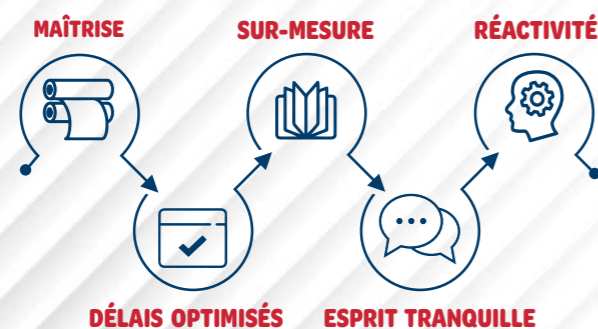 MAÎTRISE
SUR-MESURE
RÉACTIVITÉ
DÉLAIS OPTIMISÉS
ESPRIT TRANQUILLE